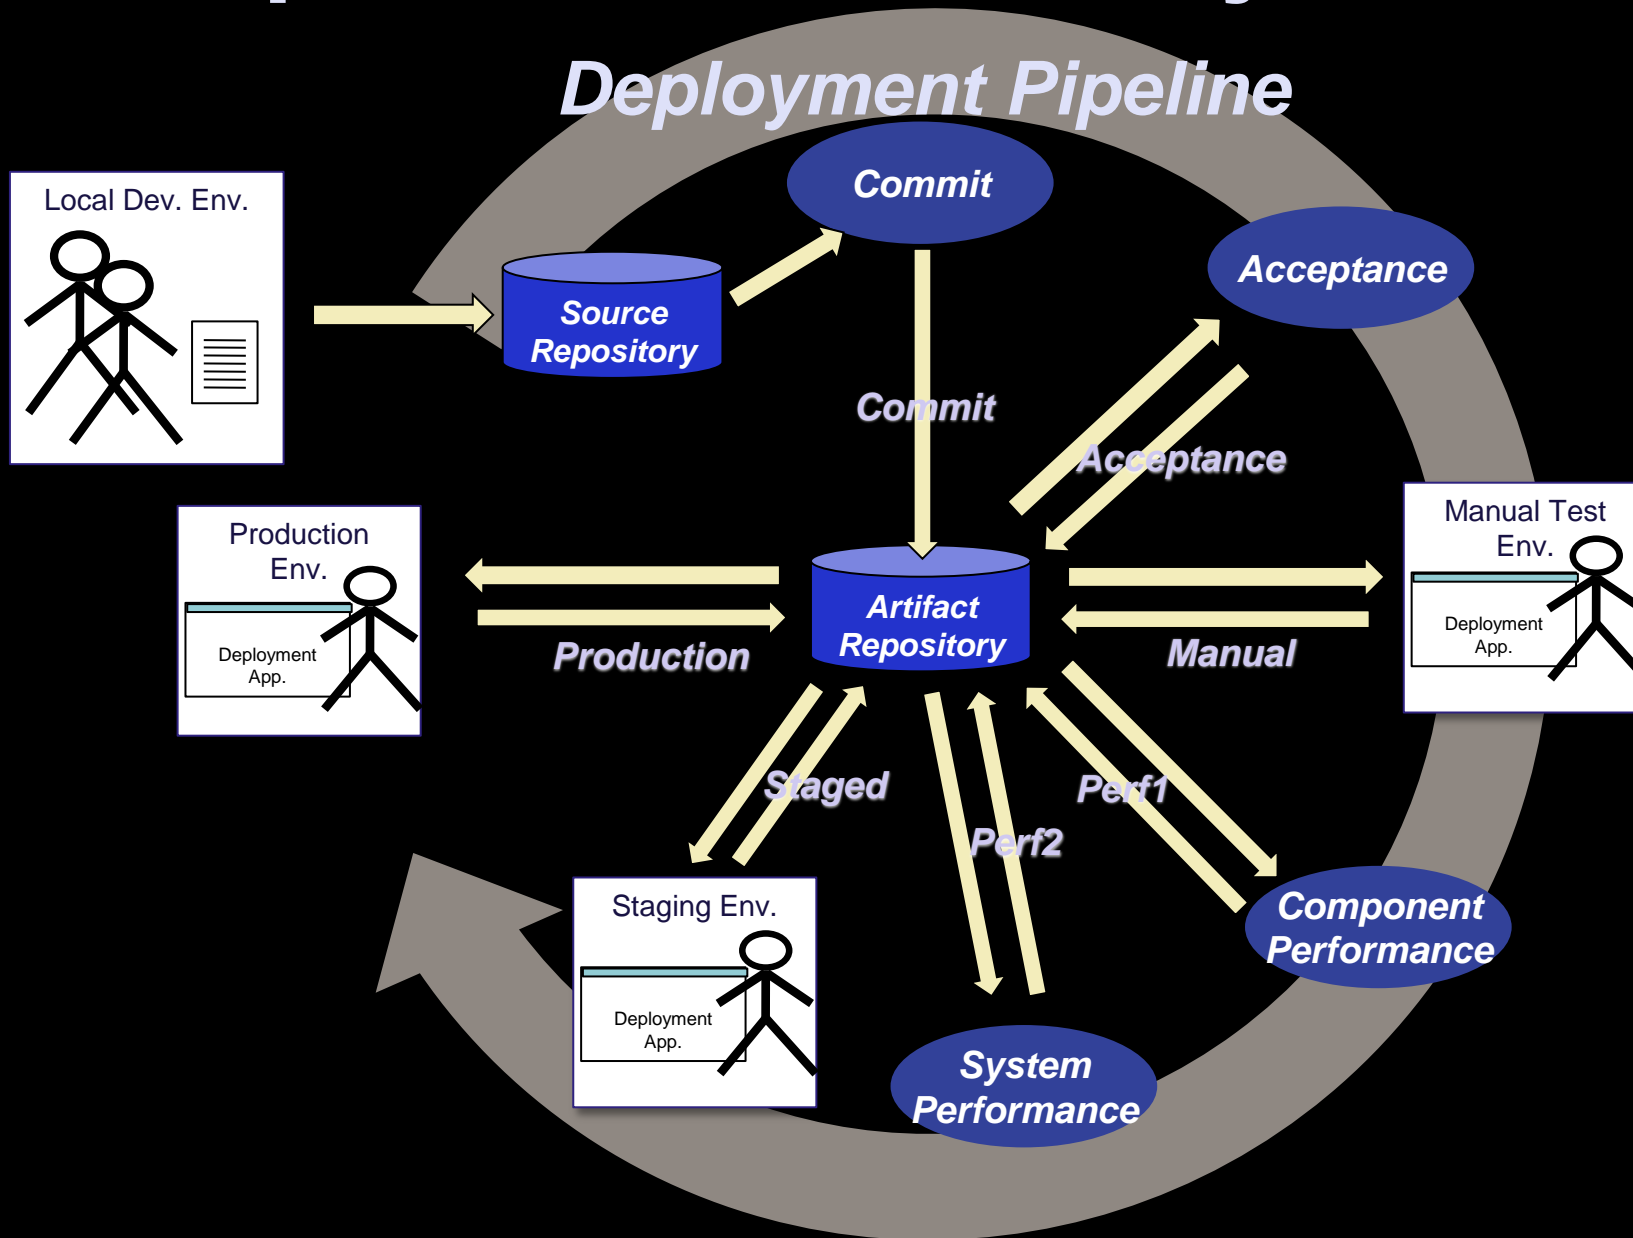 Deployment Pipeline
Commit
Local Dev. Env.
Acceptance
Source
Repository
Commit
Acceptance
Production
Env.
Deployment
App.
Production
Artifact
Repository
Manual Test
Env.
Deployment
App.
Manual
Staged
Perf1
Perf2
Staging Env.
Deployment
App.
Component
Performance
System
Performance